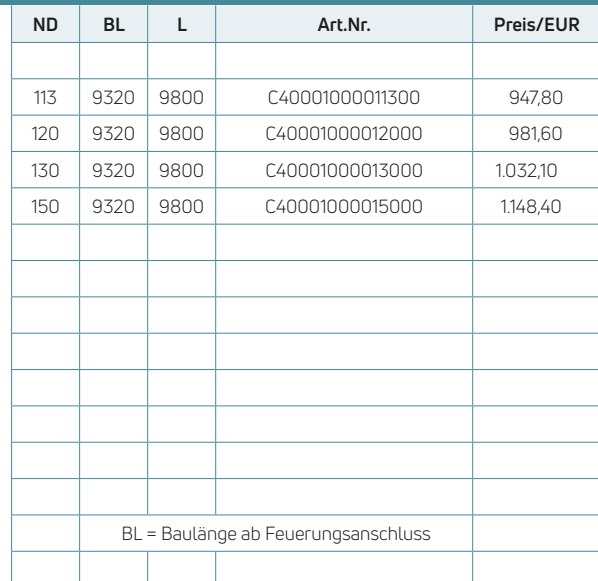 ND BL L Art.Nr. Preis/EUR
113 9320 9800 C40001000011300 947,80
120 9320 9800 C40001000012000 981,60
130 9320 9800 C40001000013000 1.032,10
150 9320 9800 C40001000015000 1.148,40
BL = Baulänge ab Feuerungsanschluss